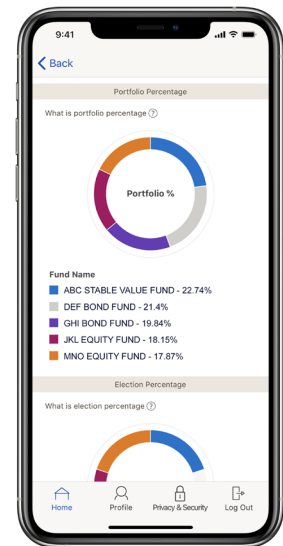 9:41
Back
Portfolio Percentage
What is portfolio percentage ?
Portfolio %
Fund Name
ABC STABLE VALUE FUND - 22.74%
DEF BOND FUND - 21.4%
GHI BOND FUND - 19.84%
JKL EQUITY FUND - 18.15%
MNO EQUITY FUND - 17.87%
Election Percentage
What is election percentage ?
Home Profile Privacy & Security Log Out